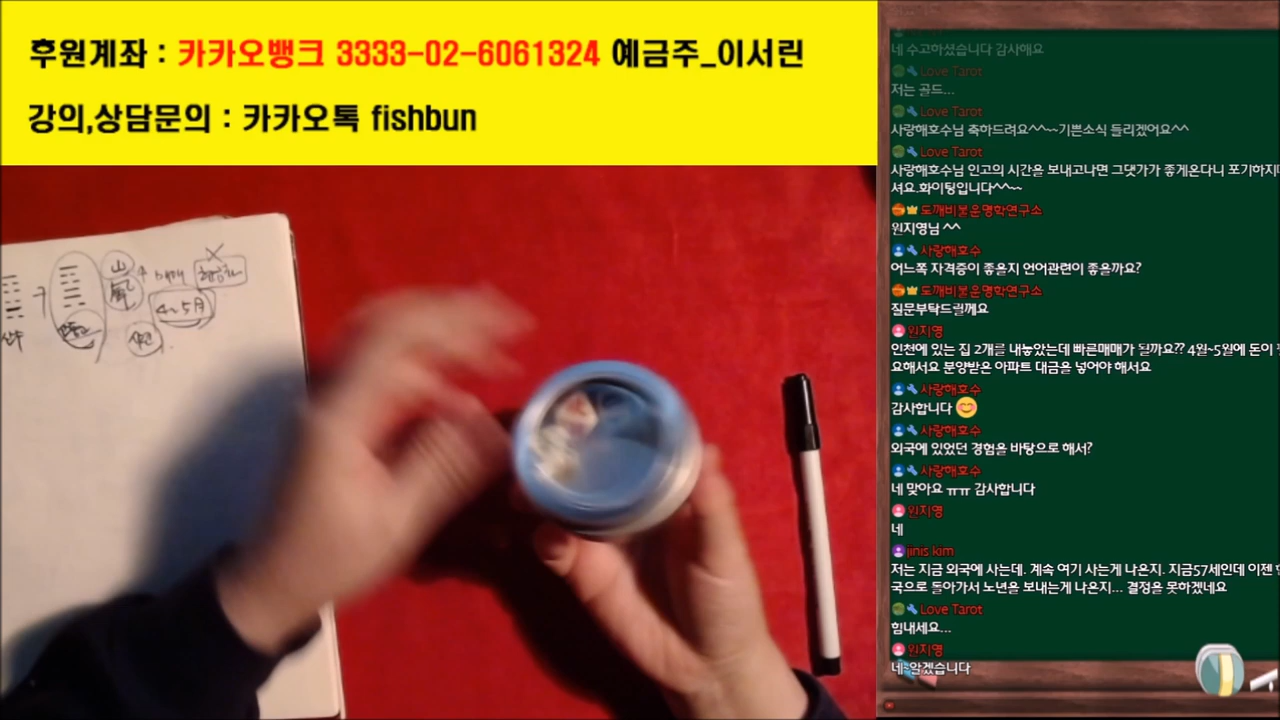 후원계좌 : 카카오뱅크 3333-02-6061324 예금주_이서린
강의,상담문의 : 카카오톡 fishbun
山
4~5月
네 수고하셨습니다 감사해요
Love Tarot
저는 골드...
Love Tarot
사랑해호수님 축하드려요^^~~기쁜소식 들리겠어요^^
Love Tarot
사랑해호수님 인고의 시간을 보내고나면 그댓가가 좋게온다니 포기하지
셔요.화이팅입니다^^~~
도깨비불운명학연구소
원지영님 ^^
사랑해호수
어느쪽 자격증이 좋을지 언어관련이 좋을까요?
도깨비불운명학연구소
질문부탁드릴께요
원지영
인천에 있는 집 2개를 내놓았는데 빠른매매가 될까요?? 4월~5월에 돈이
요해서요 분양받은 아파트 대금을 넣어야 해서요
사랑해호수
감사합니다
사랑해호수
외국에 있었던 경험을 바탕으로 해서?
사랑해호수
네 맞아요 ㅠㅠ 감사합니다
원지영
네
jinis kim
저는 지금 외국에 사는데. 계속 여기 사는게 나은지. 지금57세인데 이젠
국으로 돌아가서 노년을 보내는게 나은지... 결정을 못하겠네요
Love Tarot
힘내세요...
원지영
네 알겠습니다